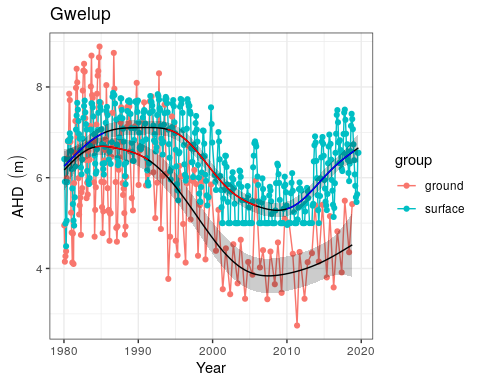 Gwelup
AHD (m)
8
6
4
1980 1990 2000 2010 2020
Year
group
ground
surface